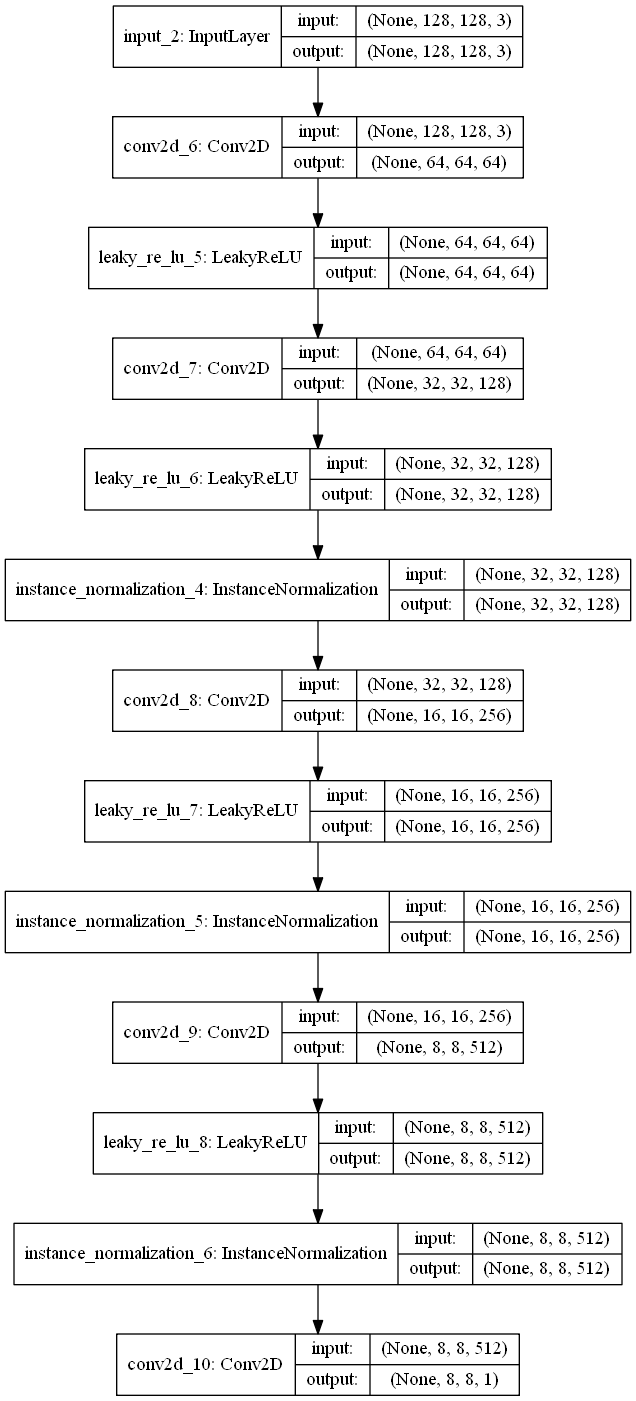 input_2: InputLayer
input: (None, 128, 128, 3)
output: (None, 128, 128, 3)
conv2d_6: Conv2D
input: (None, 128, 128, 3)
output: (None, 64, 64, 64)
leaky_re_lu_5: LeakyReLU
input: (None, 64, 64, 64)
output: (None, 64, 64, 64)
conv2d_7: Conv2D
input: (None, 64, 64, 64)
output: (None, 32, 32, 128)
leaky_re_lu_6: LeakyReLU
input: (None, 32, 32, 128)
output: (None, 32, 32, 128)
instance_normalization_4: InstanceNormalization
input: (None, 32, 32, 128)
output: (None, 32, 32, 128)
conv2d_8: Conv2D
input: (None, 32, 32, 128)
output: (None, 16, 16, 256)
leaky_re_lu_7: LeakyReLU
input: (None, 16, 16, 256)
output: (None, 16, 16, 256)
instance_normalization_5: InstanceNormalization
input: (None, 16, 16, 256)
output: (None, 16, 16, 256)
conv2d_9: Conv2D
input: (None, 16, 16, 256)
output: (None, 8, 8, 512)
leaky_re_lu_8: LeakyReLU
input: (None, 8, 8, 512)
output: (None, 8, 8, 512)
instance_normalization_6: InstanceNormalization
input: (None, 8, 8, 512)
output: (None, 8, 8, 512)
conv2d_10: Conv2D
input: (None, 8, 8, 512)
output: (None, 8, 8, 1)